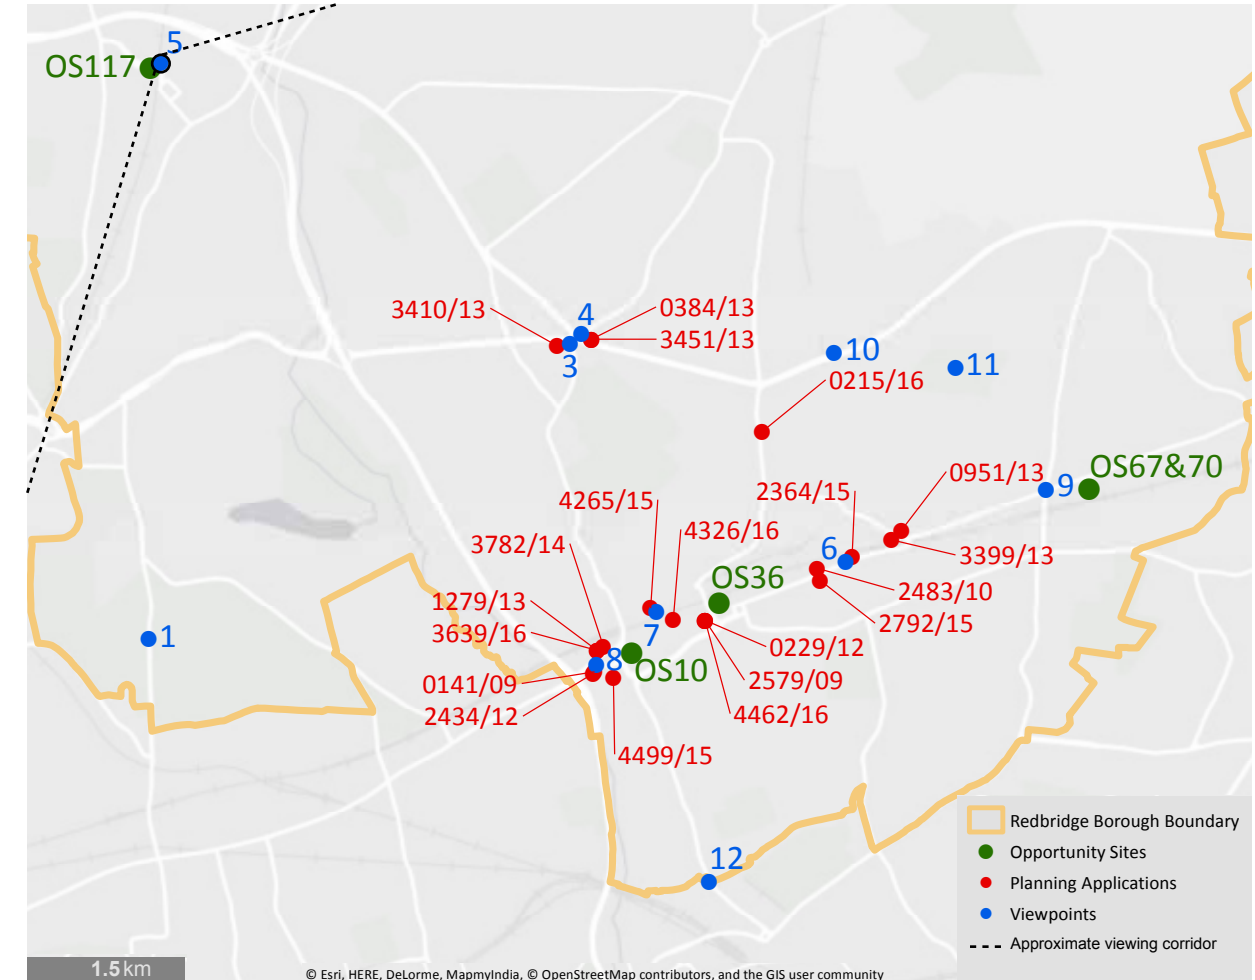 5
OS117
3410/13
4
0384/13
3451/13
3
10
11
0215/16
0951/13
OS67&70
9
2364/15
4265/15
4326/16
3782/14
6
3399/13
OS36
2483/10
1279/13
2792/15
3639/16
7
1
8
0229/12
OS10
0141/09
2579/09
2434/12
4462/16
4499/15
12
Redbridge Borough Boundary
Opportunity Sites
Planning Applications
Viewpoints
Approximate viewing corridor
1.5 km
© Esri, HERE, DeLorme, MapmyIndia, © OpenStreetMap contributors, and the GIS user community